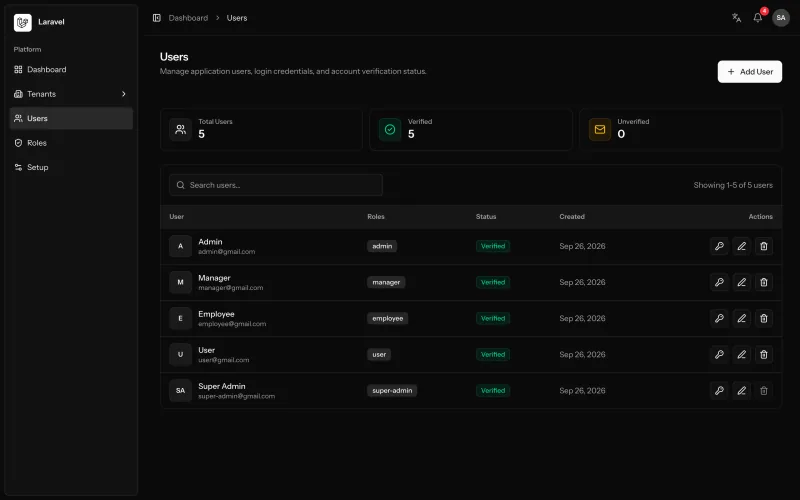 Laravel
Platform
Dashboard
Tenants
Users
Roles
Setup
Dashboard > Users
4
SA
Users
Manage application users, login credentials, and account verification status.
+ Add User
Total Users
5
Verified
5
Unverified
0
Search users...
Showing 1-5 of 5 users
User Roles Status Created Actions
A Admin admin Verified Sep 26, 2026
admin@gmail.com
M Manager manager Verified Sep 26, 2026
manager@gmail.com
E Employee employee Verified Sep 26, 2026
employee@gmail.com
U User user Verified Sep 26, 2026
user@gmail.com
SA Super Admin super-admin Verified Sep 26, 2026
super-admin@gmail.com